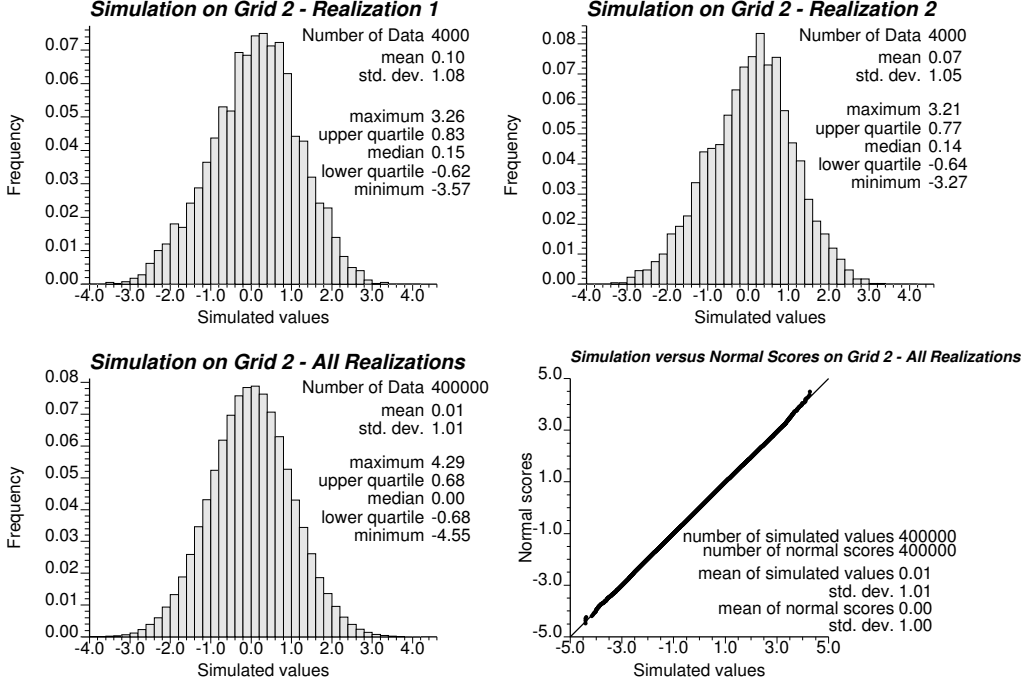 Simulation on Grid 2 - Realization 1
Frequency
0.07
0.06
0.05
0.04
0.03
0.02
0.01
0.00
Number of Data 4000
mean 0.10
std. dev. 1.08
maximum 3.26
upper quartile 0.83
median 0.15
lower quartile -0.62
minimum -3.57
-4.0 -3.0 -2.0 -1.0 0.0 1.0 2.0 3.0 4.0
Simulated values
Simulation on Grid 2 - Realization 2
Frequency
0.08
0.07
0.06
0.05
0.04
0.03
0.02
0.01
0.00
Number of Data 4000
mean 0.07
std. dev. 1.05
maximum 3.21
upper quartile 0.77
median 0.14
lower quartile -0.64
minimum -3.27
-4.0 -3.0 -2.0 -1.0 0.0 1.0 2.0 3.0 4.0
Simulated values
Simulation on Grid 2 - All Realizations
Frequency
0.08
0.07
0.06
0.05
0.04
0.03
0.02
0.01
0.00
Number of Data 400000
mean 0.01
std. dev. 1.01
maximum 4.29
upper quartile 0.68
median 0.00
lower quartile -0.68
minimum -4.55
-4.0 -3.0 -2.0 -1.0 0.0 1.0 2.0 3.0 4.0
Simulated values
Simulation versus Normal Scores on Grid 2 - All Realizations
Normal scores
5.0
3.0
1.0
-1.0
-3.0
-5.0
number of simulated values 400000
number of normal scores 400000
mean of simulated values 0.01
std. dev. 1.01
mean of normal scores 0.00
std. dev. 1.00
-5.0 -3.0 -1.0 1.0 3.0 5.0
Simulated values